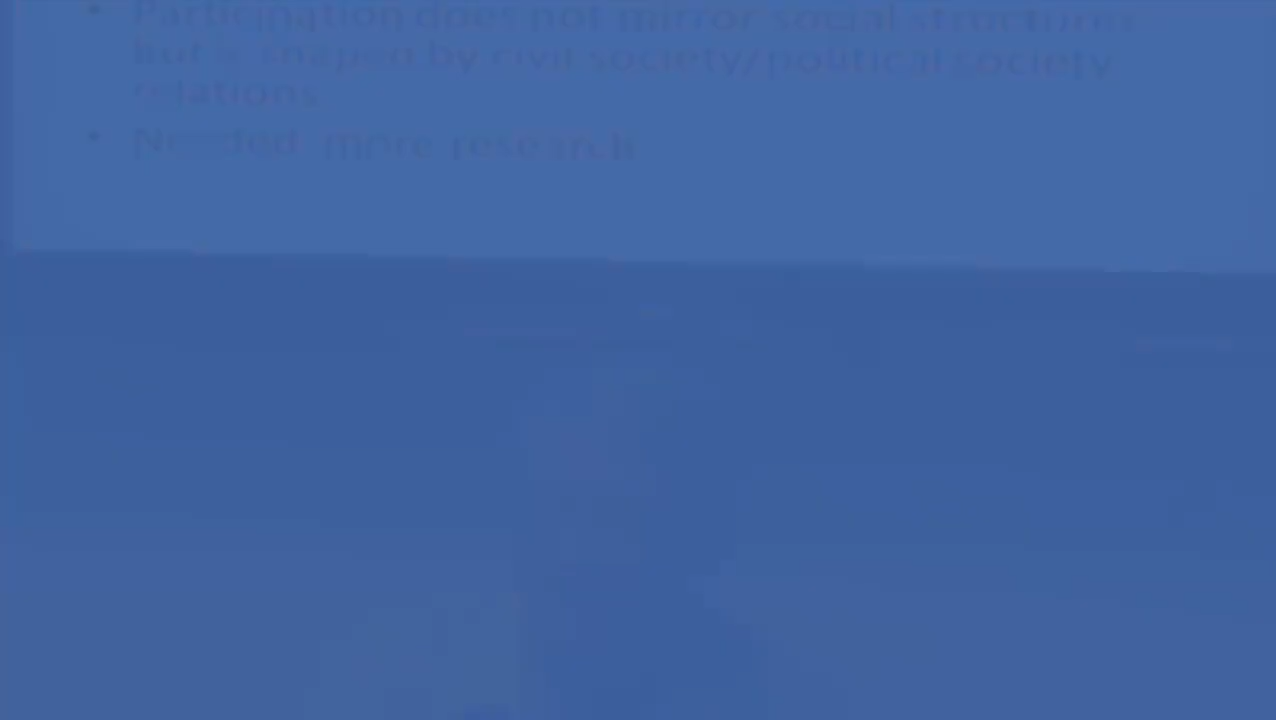 • Participation does not mirror social structures
But is shaped by civil society/political society
relations
• Needed: more research